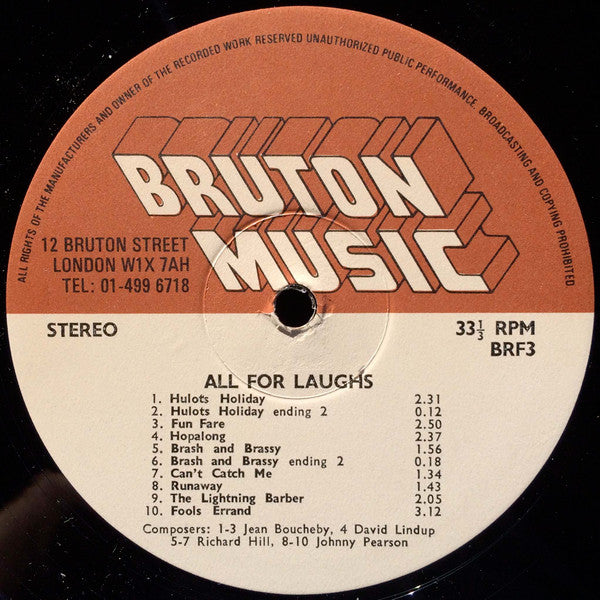 ALL RIGHTS OF THE MANUFACTURERS AND OWNER OF THE RECORDED WORK RESERVED UNAUTHORIZED PUBLIC PERFORMANCE, BROADCASTING AND COPYING PROHIBITED
BRUTON
MUSIC
12 BRUTON STREET
LONDON W1X 7AH
TEL: 01-499 6718
STEREO
33⅓ RPM
BRF3
ALL FOR LAUGHS
1. Hulots Holiday 2.31
2. Hulots Holiday ending 2 0.12
3. Fun Fare 2.50
4. Hopalong 2.37
5. Brash and Brassy 1.56
6. Brash and Brassy ending 2 0.18
7. Can't Catch Me 1.34
8. Runaway 1.43
9. The Lightning Barber 2.05
10. Fools Errand 3.12
Composers: 1-3 Jean Boucheby, 4 David Lindup
5-7 Richard Hill, 8-10 Johnny Pearson